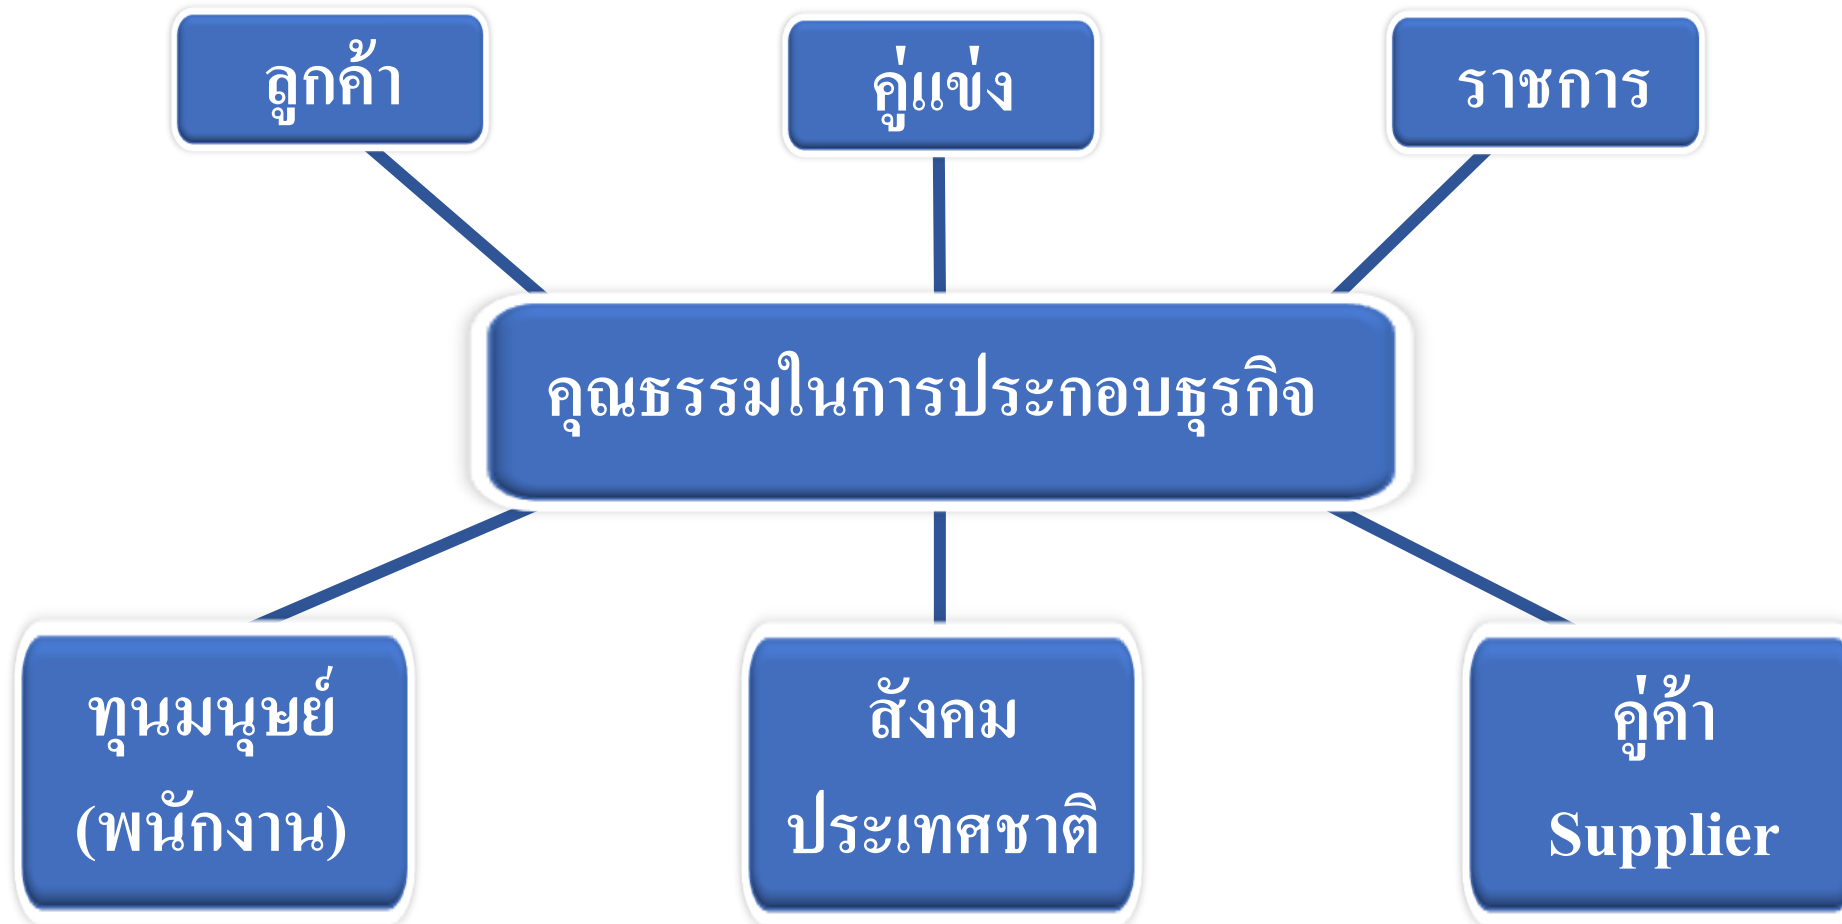 ลูกค้า
คู่แข่ง
ราชการ
คุณธรรมในการประกอบธุรกิจ
ทุนมนุษย์
(พนักงาน)
สังคม
ประเทศชาติ
คู่ค้า
Supplier